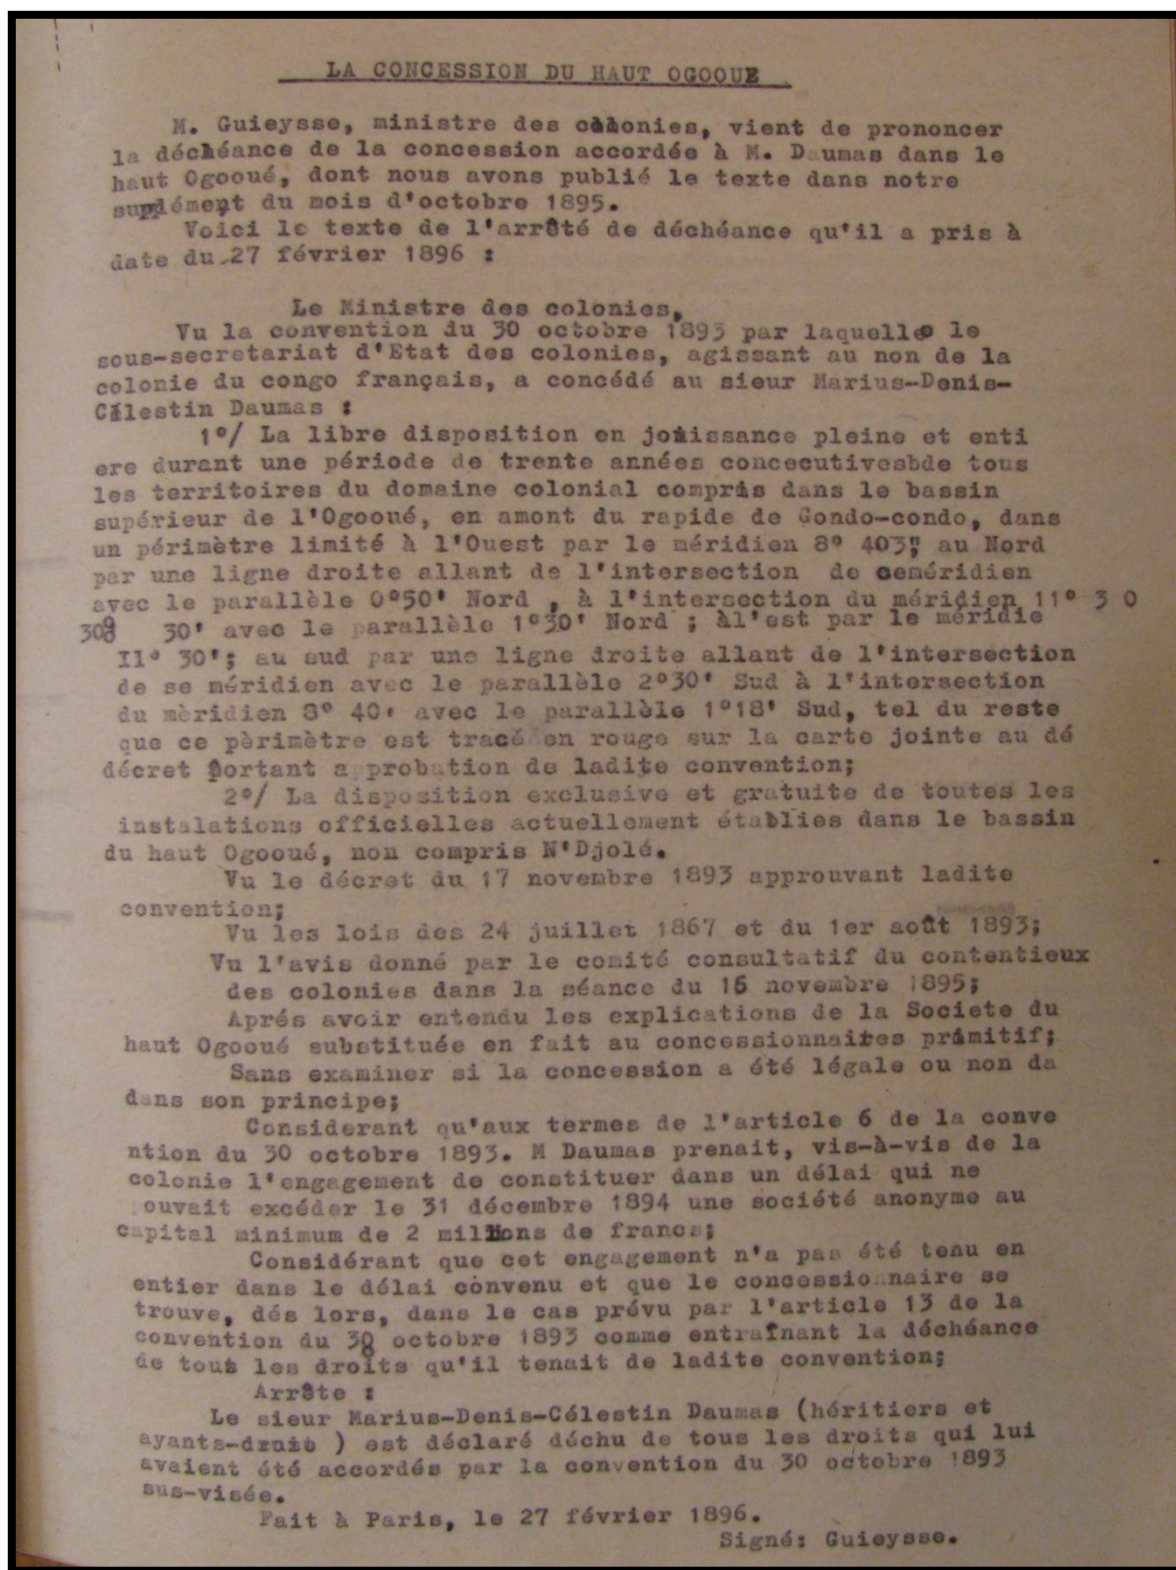 LA CONCESSION DU HAUT OGOOUE
M. Guieysse, ministre des colonies, vient de prononcer
la déchéance de la concession accordée à M. Daumas dans le
haut Ogooué, dont nous avons publié le texte dans notre
supplément du mois d'octobre 1895.
Voici le texte de l'arrêté de déchéance qu'il a pris à
date du 27 février 1896 :
Le Ministre des colonies,
Vu la convention du 30 octobre 1893 par laquelle le
sous-secretariat d'Etat des colonies, agissant au non de la
colonie du congo français, a concédé au sieur Marius-Denis-
Célestin Daumas :
1°/ La libre disposition en jouissance pleine et enti
ere durant une période de trente années concecutivesbde tous
les territoires du domaine colonial compris dans le bassin
supérieur de l'Ogooué, en amont du rapide de Condo-condo, dans
un périmètre limité à l'Ouest par le méridien 8° 403"; au Nord
par une ligne droite allant de l'intersection de ceméridien
avec le parallèle 0°50' Nord , à l'intersection du méridien 11° 3 0
30' avec le parallèle 1°30' Nord ; àl'est par le méridie
II° 30'; au sud par une ligne droite allant de l'intersection
de se méridien avec le parallèle 2°30' Sud à l'intersection
du mèridien 8° 40' avec le parallèle 1°18' Sud, tel du reste
que ce pèrimètre est tracé en rouge sur la carte jointe au dé
décret portant approbation de ladite convention;
2°/ La disposition exclusive et gratuite de toutes les
instalations officielles actuellement établies dans le bassin
du haut Ogooué, non compris N'Djolé.
Vu le décret du 17 novembre 1893 approuvant ladite
convention;
Vu les lois des 24 juillet 1867 et du 1er août 1893;
Vu l'avis donné par le comité consultatif du contentieux
des colonies dans la séance du 15 novembre 1895;
Aprés avoir entendu les explications de la Societe du
haut Ogooué substituée en fait au concessionnaires primitif;
Sans examiner si la concession a été légale ou non da
dans son principe;
Considerant qu'aux termes de l'article 6 de la conve
ntion du 30 octobre 1893. M Daumas prenait, vis-à-vis de la
colonie l'engagement de constituer dans un délai qui ne
pouvait excéder le 31 décembre 1894 une société anonyme au
capital minimum de 2 millions de francs;
Considérant que cet engagement n'a pas été tenu en
entier dans le délai convenu et que le concessionnaire se
trouve, dés lors, dans le cas prévu par l'article 13 de la
convention du 30 octobre 1893 comme entraînant la déchéance
de tous les droits qu'il tenait de ladite convention;
Arrête :
Le sieur Marius-Denis-Célestin Daumas (héritiers et
ayants-droit ) est déclaré déchu de tous les droits qui lui
avaient été accordés par la convention du 30 octobre 1893
sus-visée.
Fait à Paris, le 27 février 1896.
Signé: Guieysse.